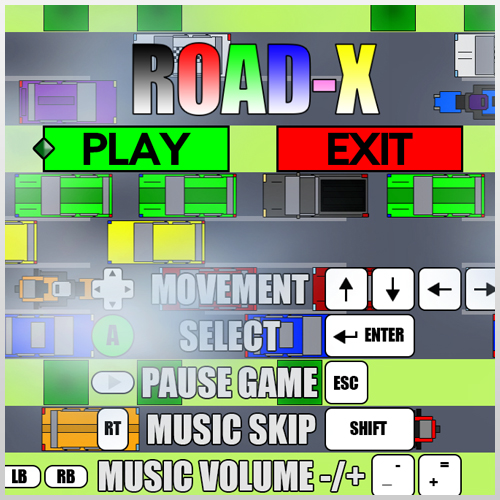 ROAD-X
PLAY EXIT
MOVEMENT ↑ ↓ ← →
A SELECT ↵ ENTER
PAUSE GAME ESC
RT MUSIC SKIP SHIFT
LB RB MUSIC VOLUME -/+ _ - + =